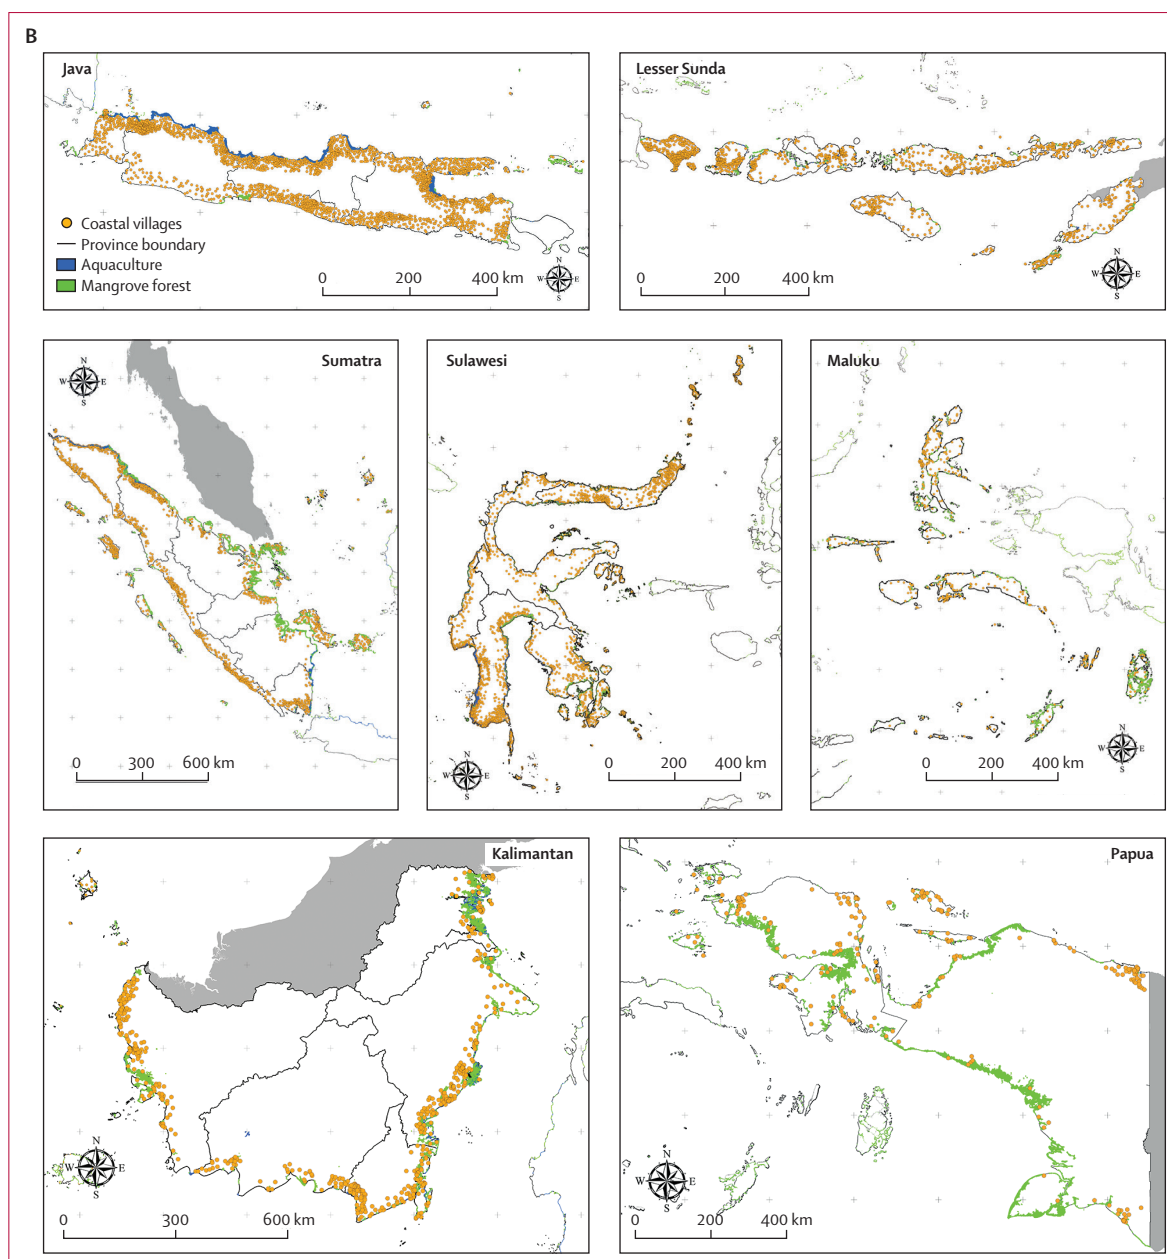 B
Java
Coastal villages
Province boundary
Aquaculture
Mangrove forest
0 200 400 km
N
W E
S
Lesser Sunda
0 200 400 km
N
W E
S
Sumatra
N
W E
S
0 300 600 km
Sulawesi
N
W E
S
0 200 400 km
Maluku
N
W E
S
0 200 400 km
Kalimantan
N
W E
S
0 300 600 km
Papua
N
W E
S
0 200 400 km